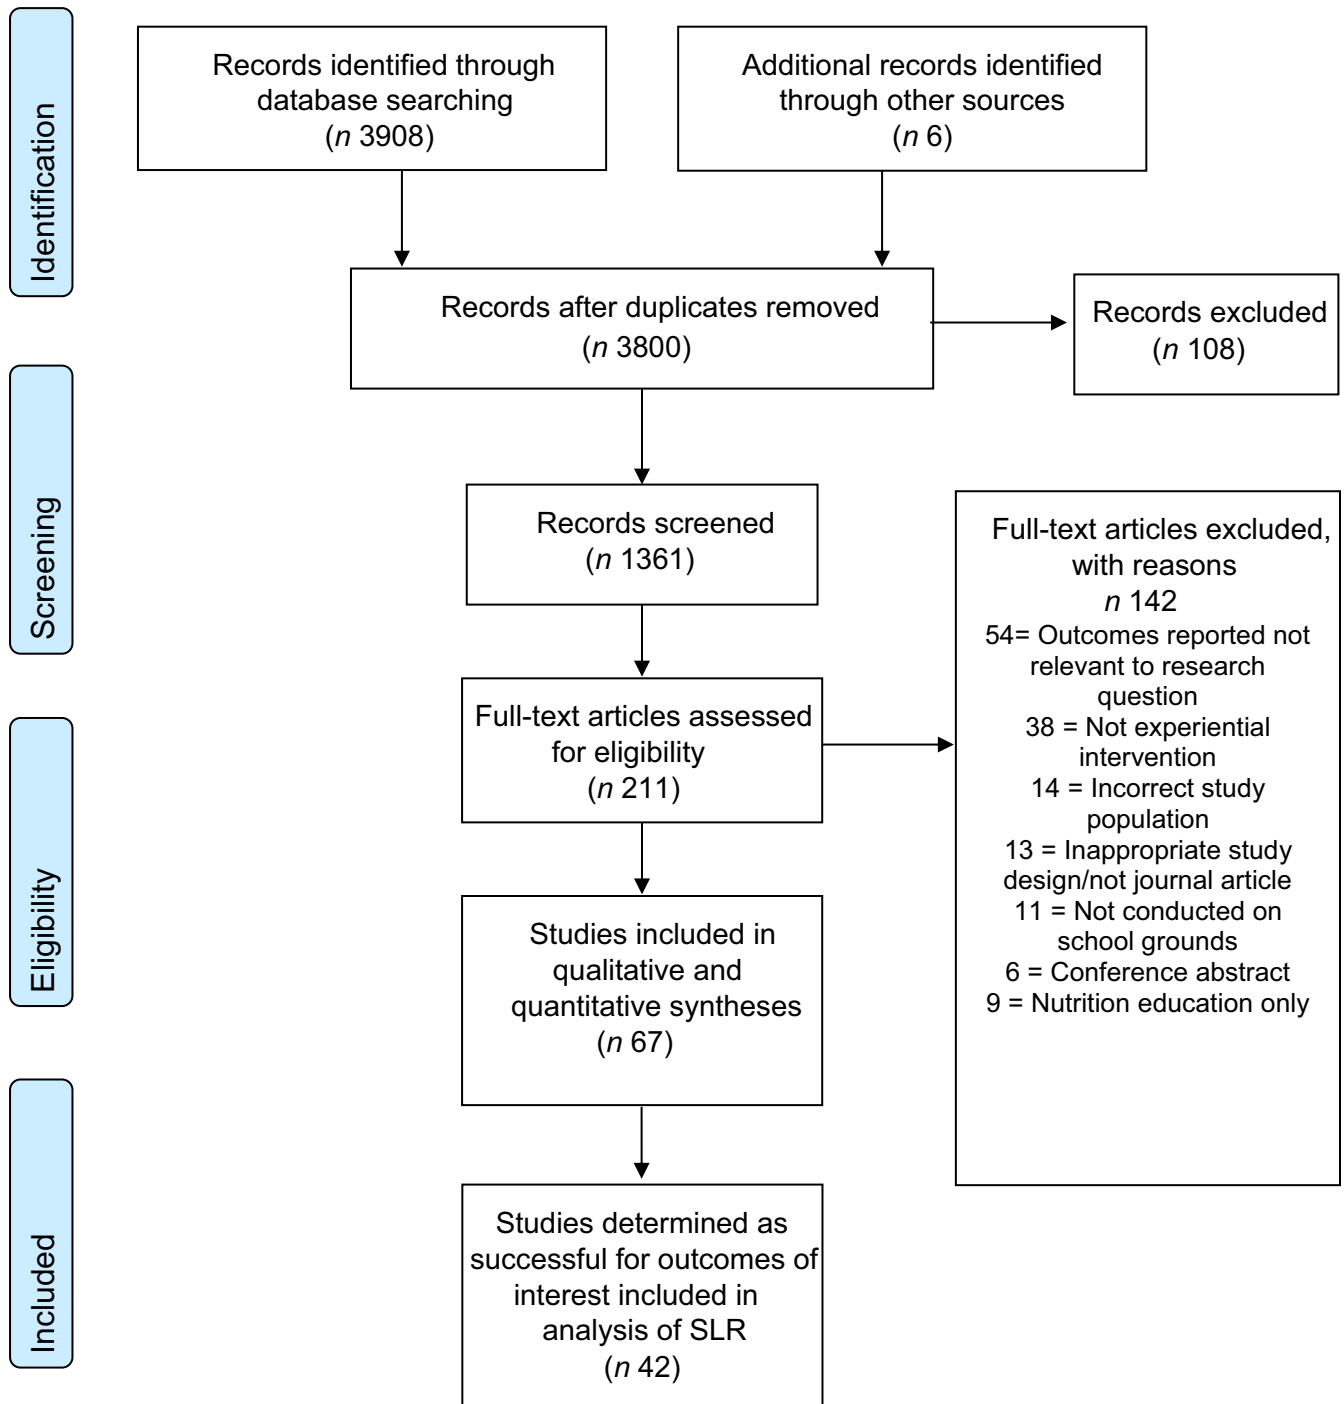 Identification
Records identified through
database searching
(n 3908)
Additional records identified
through other sources
(n 6)
Records after duplicates removed
(n 3800)
Records excluded
(n 108)
Screening
Records screened
(n 1361)
Full-text articles assessed
for eligibility
(n 211)
Full-text articles excluded,
with reasons
n 142
54= Outcomes reported not
relevant to research
question
38 = Not experiential
intervention
14 = Incorrect study
population
13 = Inappropriate study
design/not journal article
11 = Not conducted on
school grounds
6 = Conference abstract
9 = Nutrition education only
Eligibility
Studies included in
qualitative and
quantitative syntheses
(n 67)
Included
Studies determined as
successful for outcomes of
interest included in
analysis of SLR
(n 42)